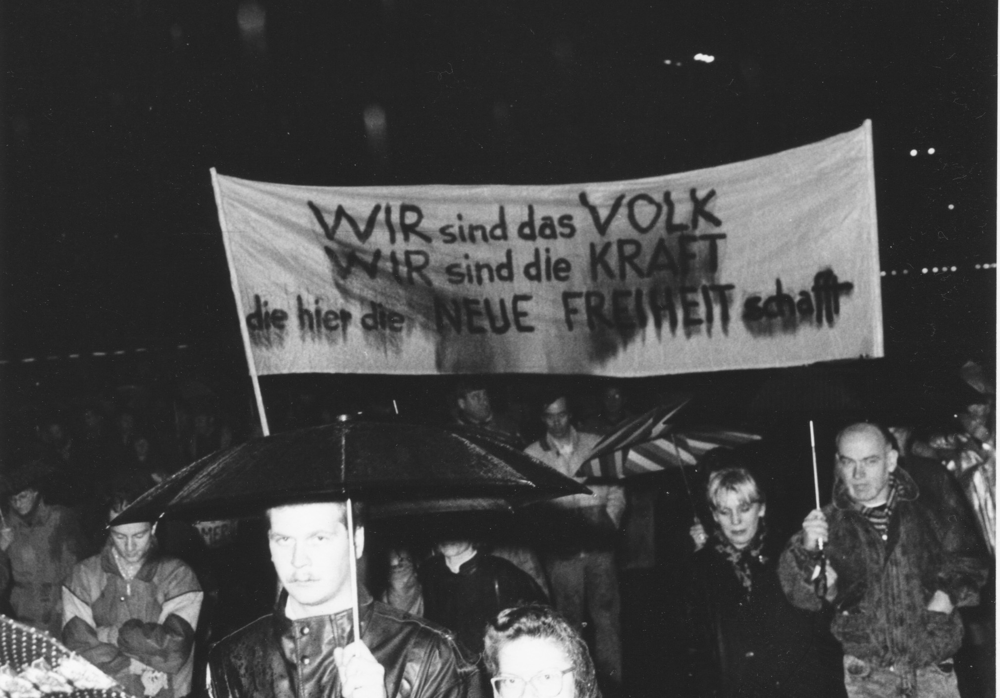 WIR sind das VOLK
WIR sind die KRAFT
die hier die NEUE FREIHEIT schafft